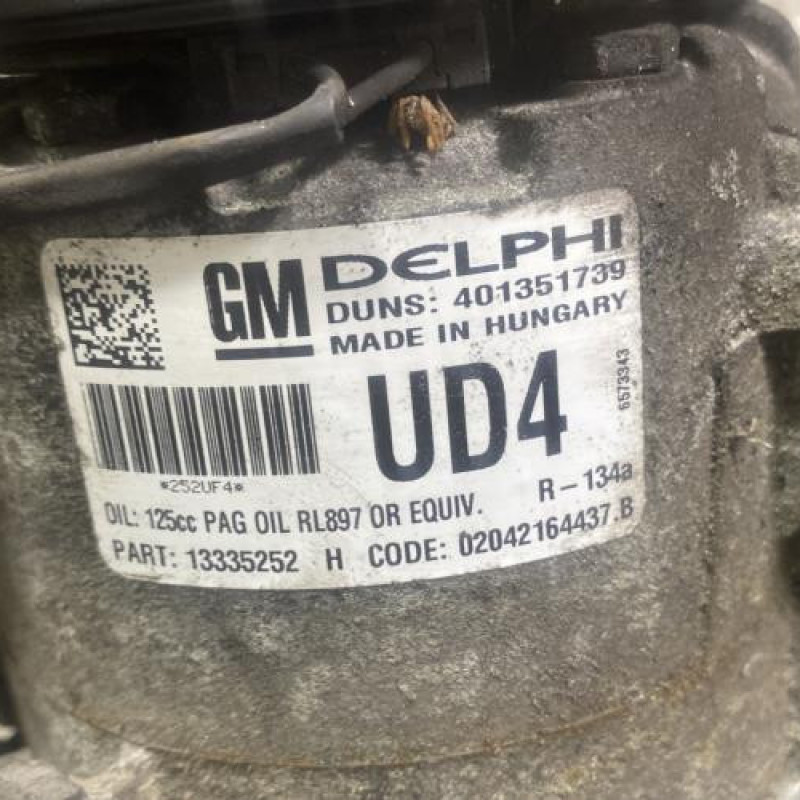 GM DELPHI
DUNS: 401351739
MADE IN HUNGARY
UD4
6573343
*252UF4*
R-134a
OIL: 125cc PAG OIL RL897 OR EQUIV.
PART: 13335252 H CODE: 02042164437.B